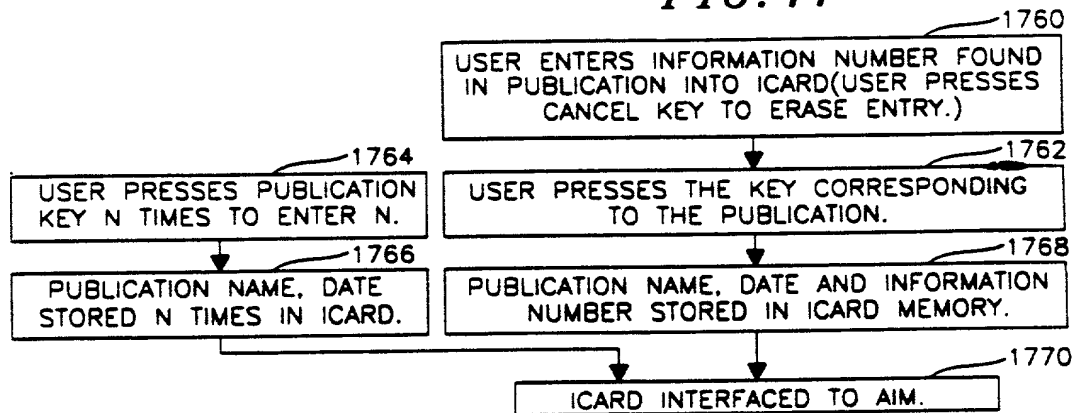 1760
USER ENTERS INFORMATION NUMBER FOUND
IN PUBLICATION INTO ICARD(USER PRESSES
CANCEL KEY TO ERASE ENTRY.)
1764
USER PRESSES PUBLICATION
KEY N TIMES TO ENTER N.
1762
USER PRESSES THE KEY CORRESPONDING
TO THE PUBLICATION.
1766
PUBLICATION NAME, DATE
STORED N TIMES IN ICARD.
1768
PUBLICATION NAME, DATE AND INFORMATION
NUMBER STORED IN ICARD MEMORY.
1770
ICARD INTERFACED TO AIM.